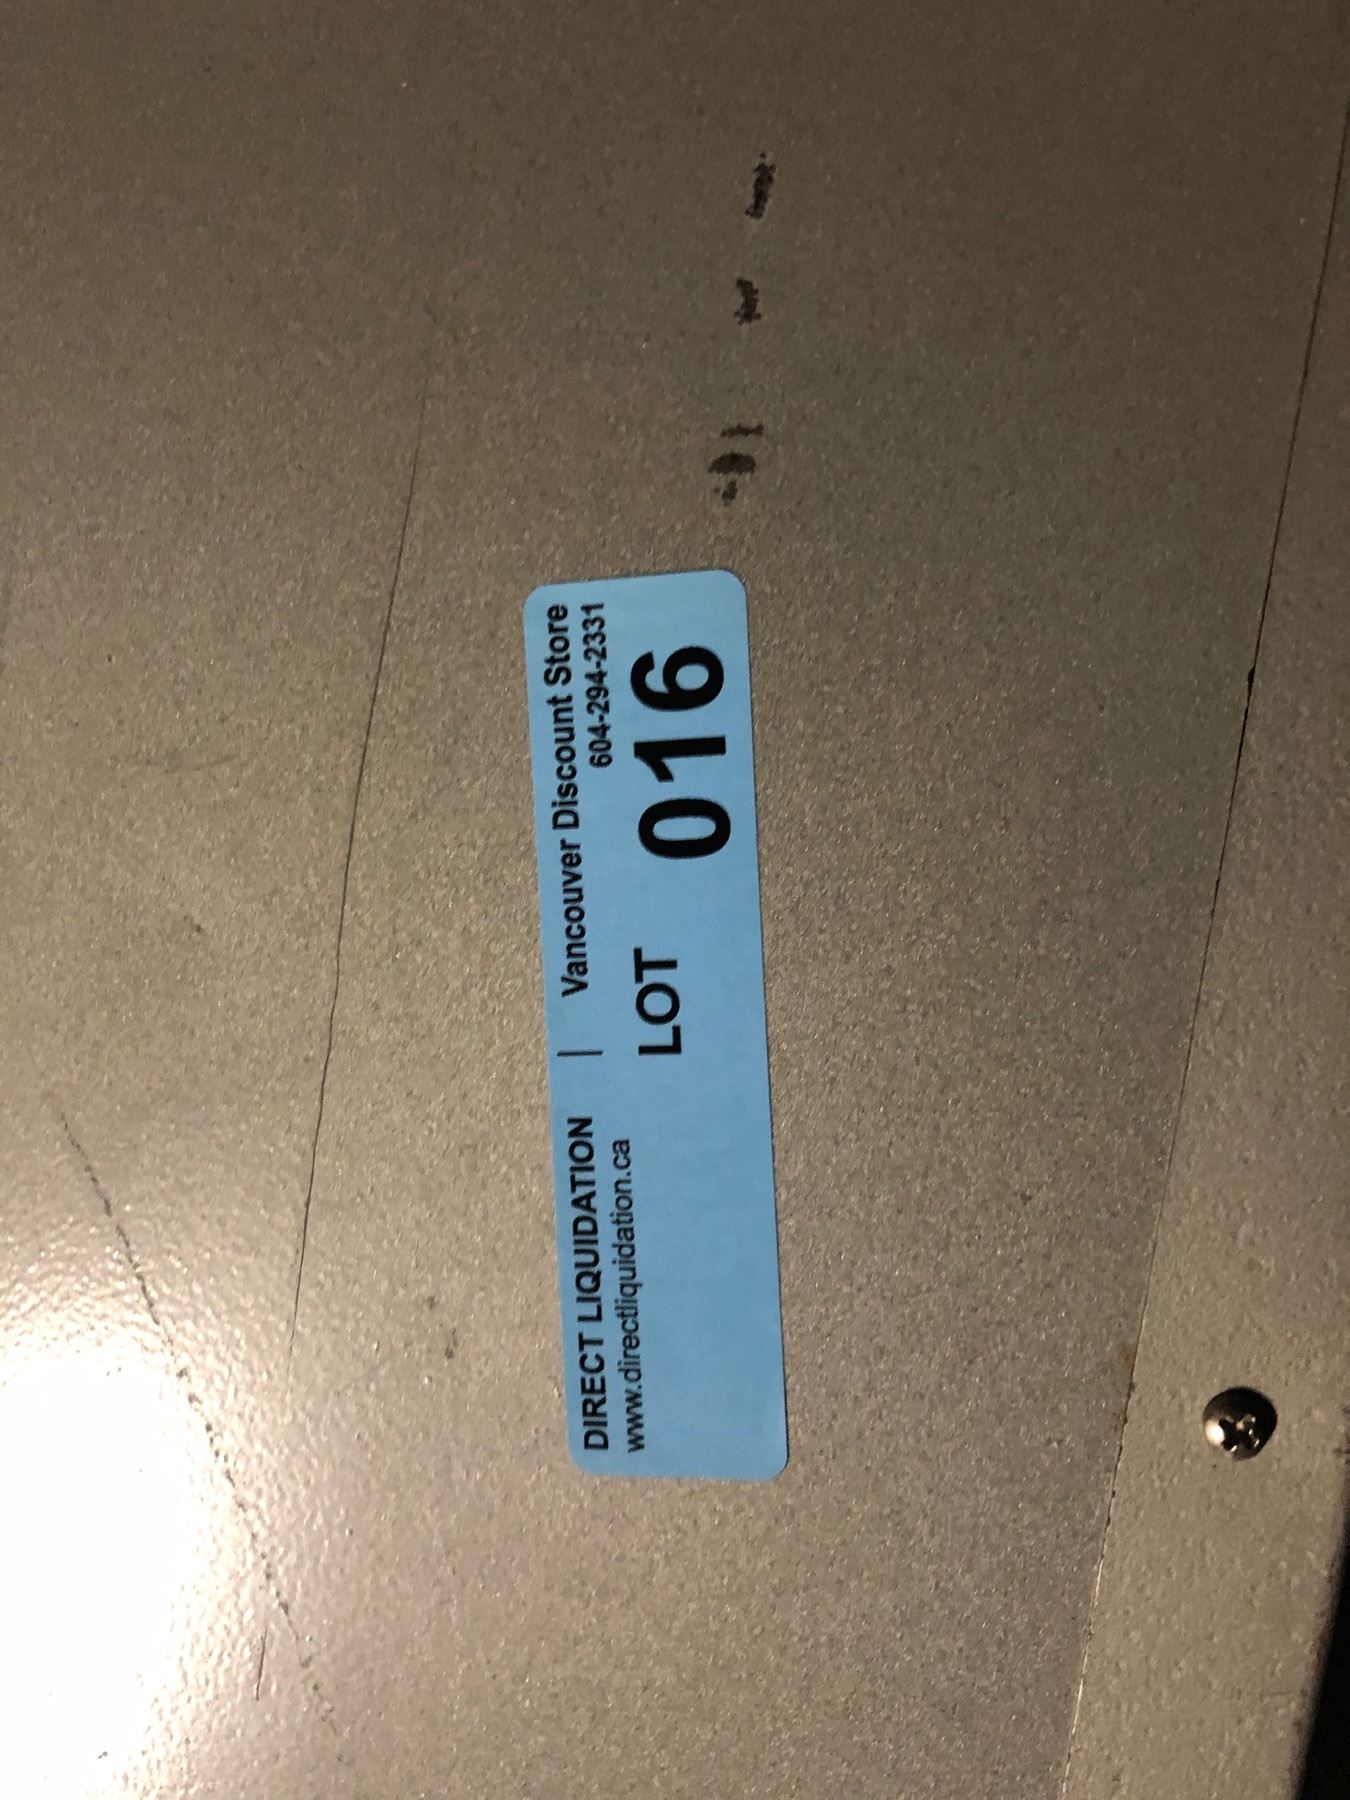 DIRECT LIQUIDATION | Vancouver Discount Store
www.directliquidation.ca 604-294-2331
LOT 016